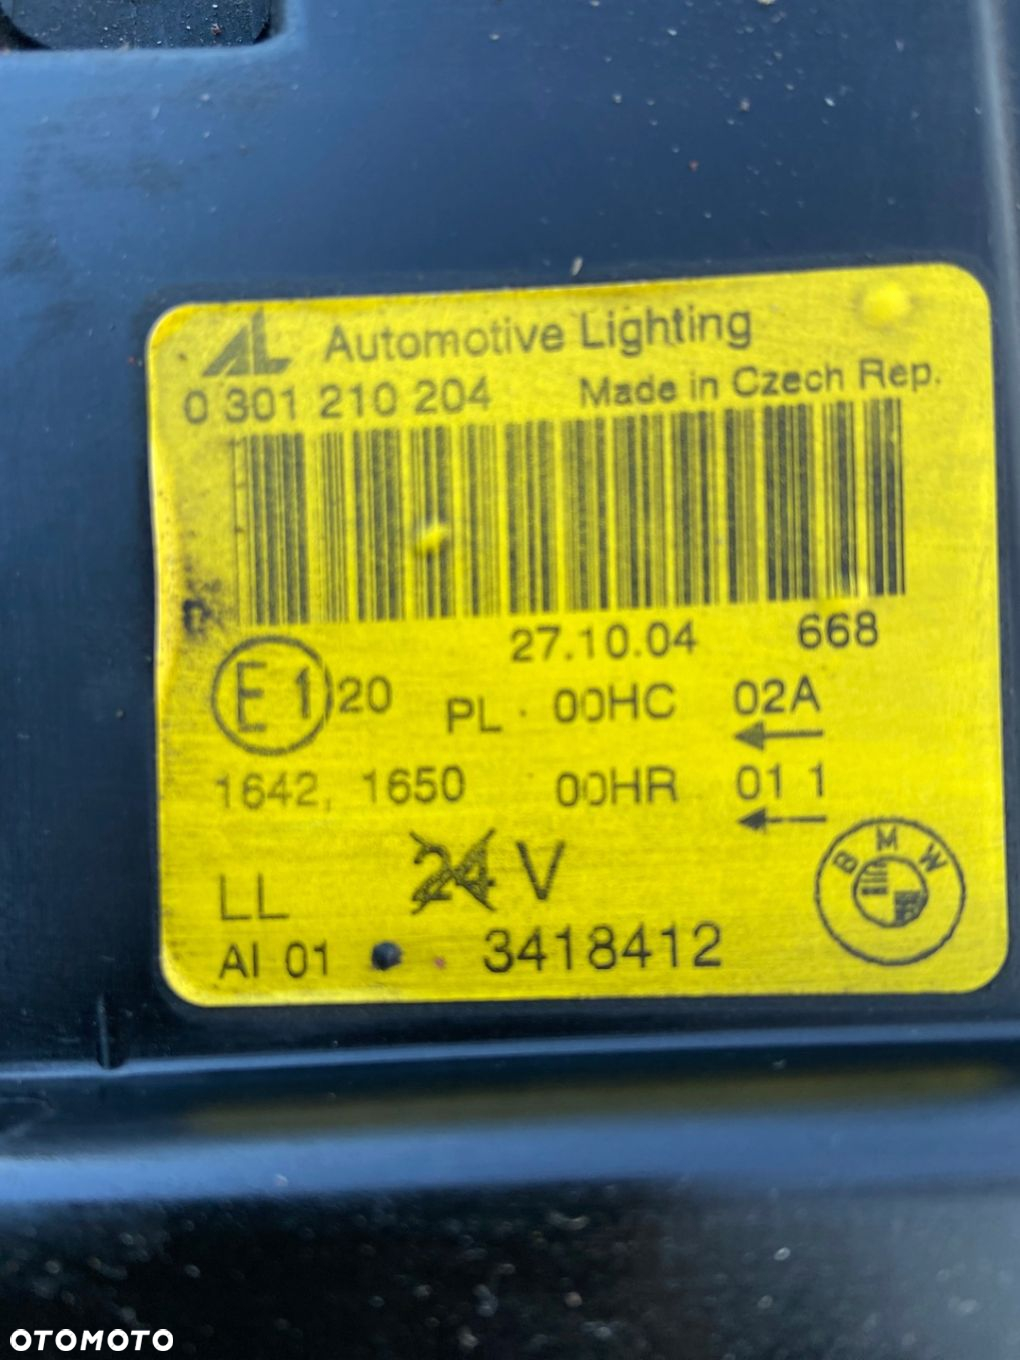 AL Automotive Lighting
0 301 210 204 Made in Czech Rep.
27.10.04 668
E1 20 PL 00HC 02A
1642, 1650 00HR 01 1
LL 24 V
BMW
AI 01 3418412
OTOMOTO